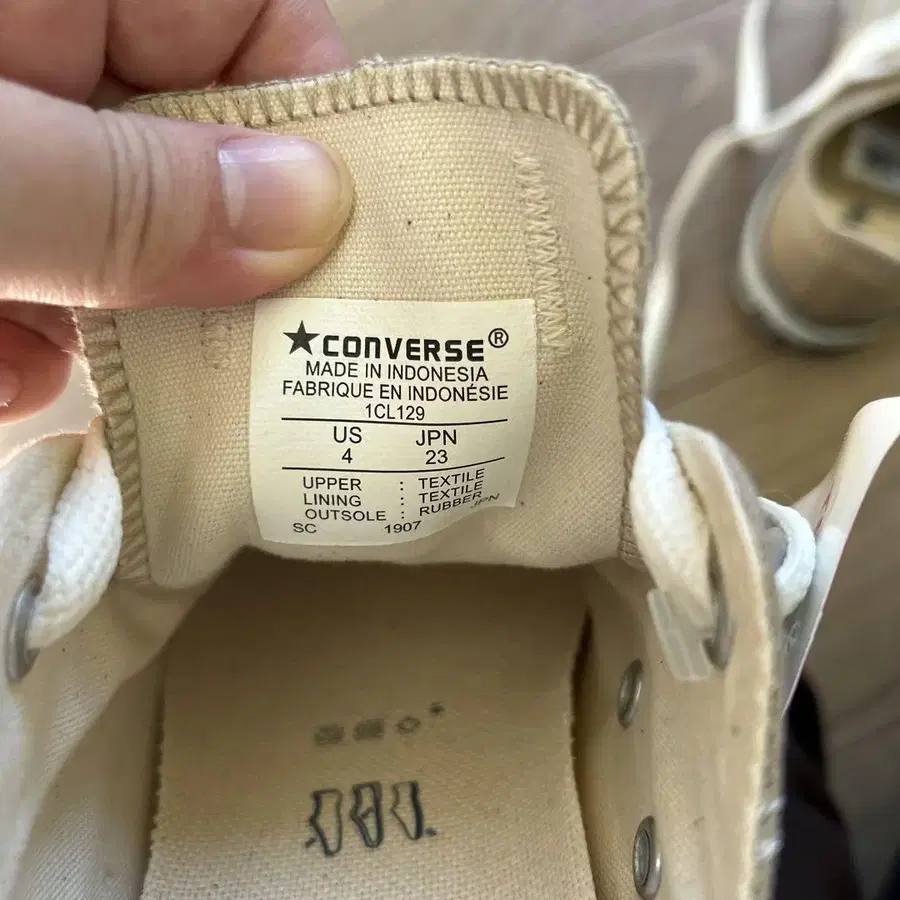 ★CONVERSE®
MADE IN INDONESIA
FABRIQUE EN INDONÉSIE
1CL129
US JPN
4 23
UPPER : TEXTILE
LINING : TEXTILE
OUTSOLE : RUBBER
SC 1907 JPN